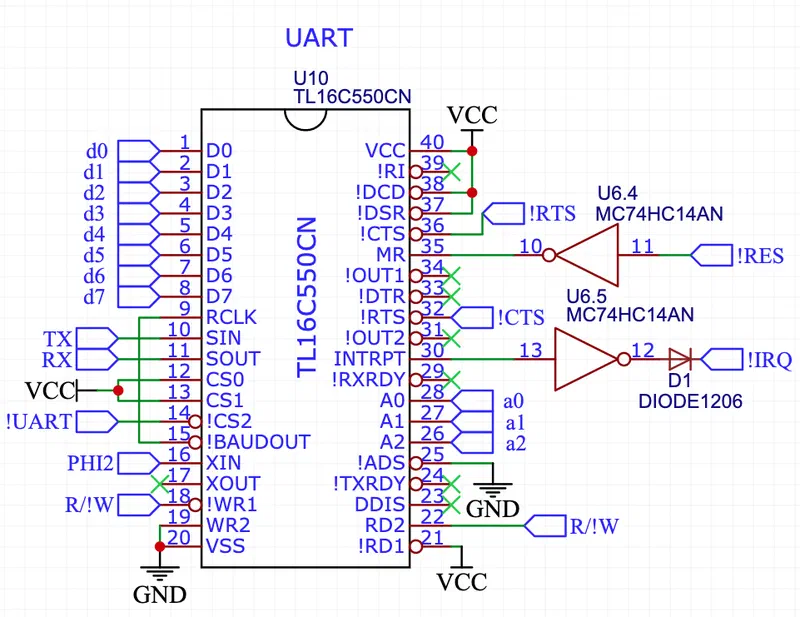 UART
U10
TL16C550CN
VCC
d0 1 D0 VCC 40
d1 2 D1 !RI 39
d2 3 D2 !DCD 38
d3 4 D3 !DSR 37
d4 5 D4 !CTS 36 !RTS
d5 6 D5 MR 35 10 11 !RES
U6.4
MC74HC14AN
d6 7 D6 !OUT1 34
d7 8 D7 !DTR 33
9 RCLK !RTS 32 !CTS
TX 10 SIN !OUT2 31
RX 11 SOUT INTRPT 30 13 12 !IRQ
U6.5
MC74HC14AN
D1
DIODE1206
VCC 12 CS0 !RXRDY 29
13 CS1 A0 28 a0
!UART 14 !CS2 A1 27 a1
15 !BAUDOUT A2 26 a2
PHI2 16 XIN !ADS 25
17 XOUT !TXRDY 24
GND
R/!W 18 !WR1 DDIS 23
19 WR2 RD2 22 R/!W
20 VSS !RD1 21
GND
VCC
TL16C550CN